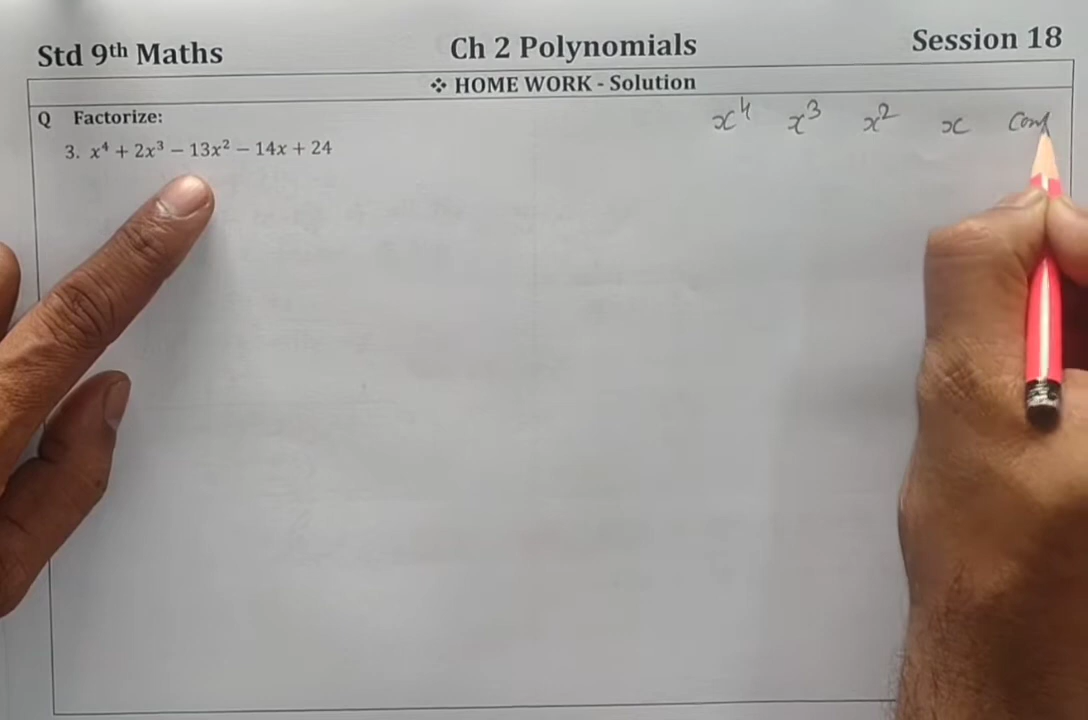 Std 9th Maths Ch 2 Polynomials Session 18
❖ HOME WORK - Solution
Q Factorize:
x⁴ x³ x² x
3. x⁴ + 2x³ − 13x² − 14x + 24